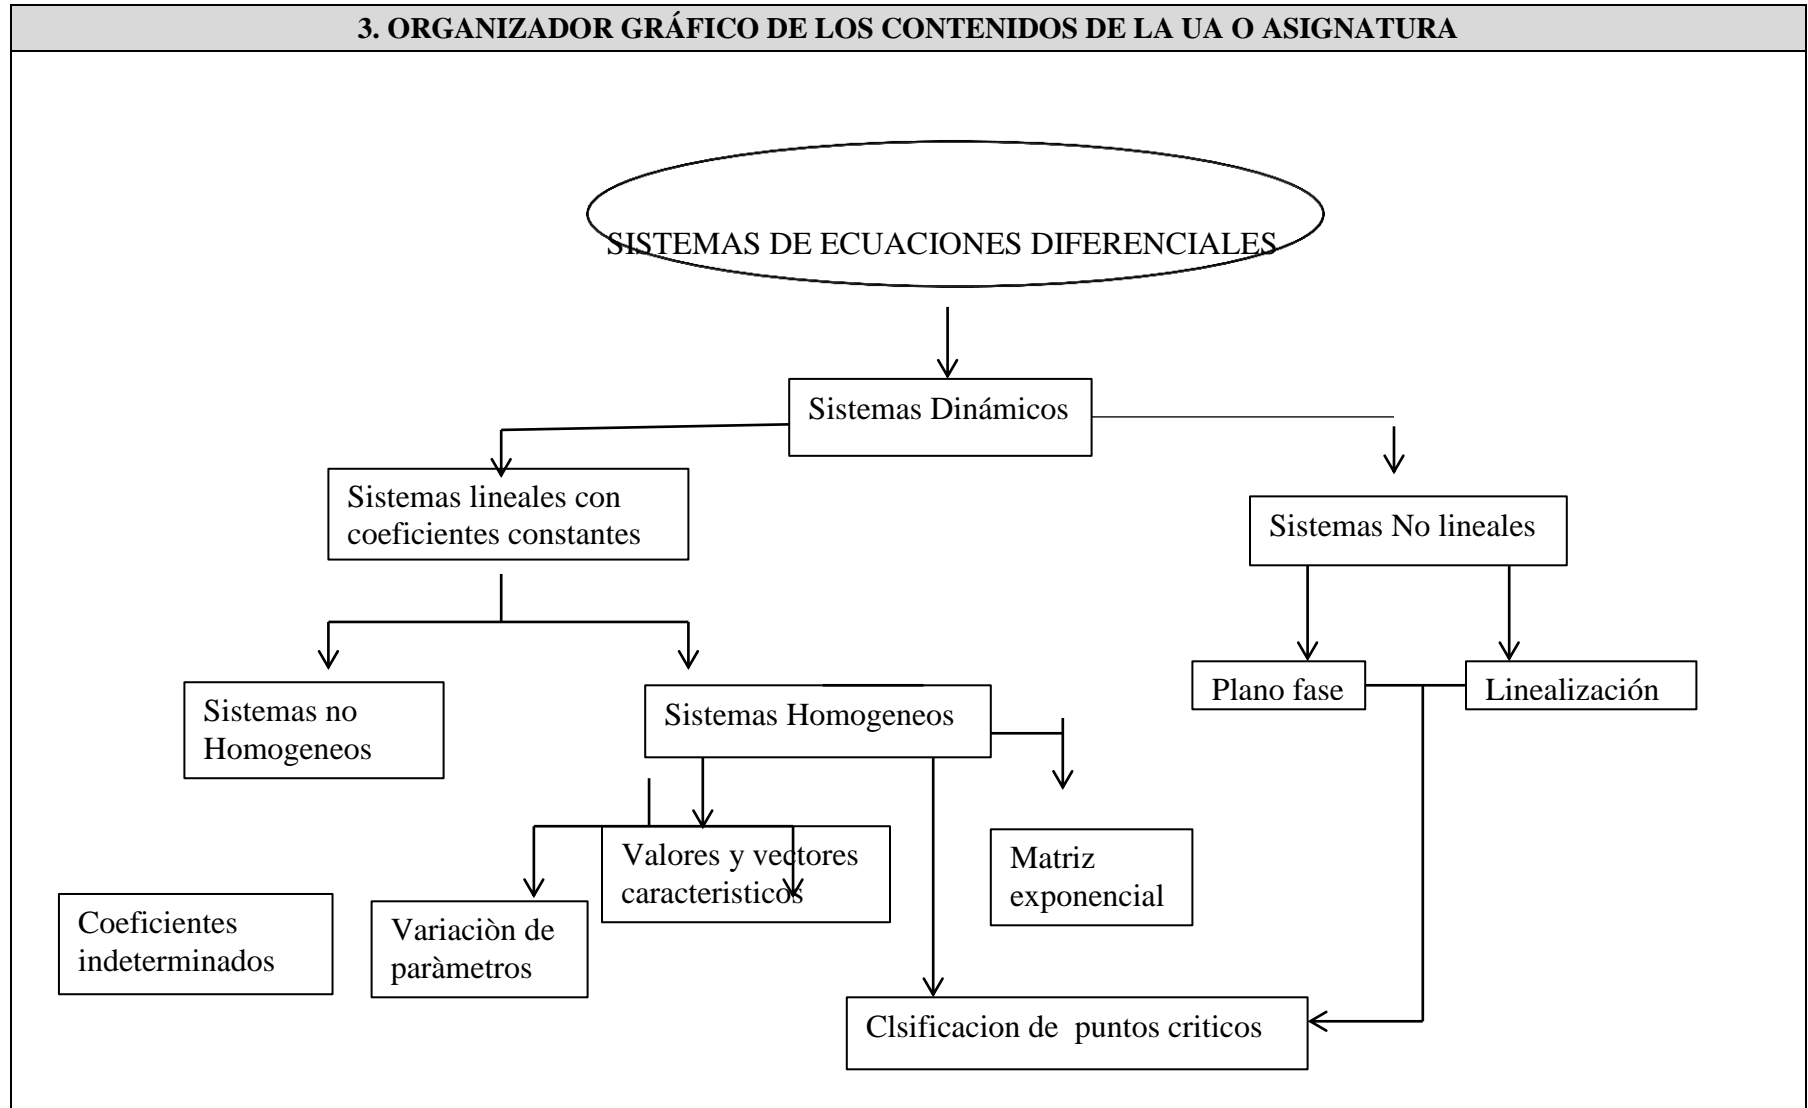 3. ORGANIZADOR GRÁFICO DE LOS CONTENIDOS DE LA UA O ASIGNATURA
SISTEMAS DE ECUACIONES DIFERENCIALES
Sistemas Dinámicos
Sistemas lineales con
coeficientes constantes
Sistemas No lineales
Sistemas no
Homogeneos
Sistemas Homogeneos
Plano fase
Linealización
Coeficientes
indeterminados
Variaciòn de
paràmetros
Valores y vectores
caracteristicos
Matriz
exponencial
Clsificacion de  puntos criticos